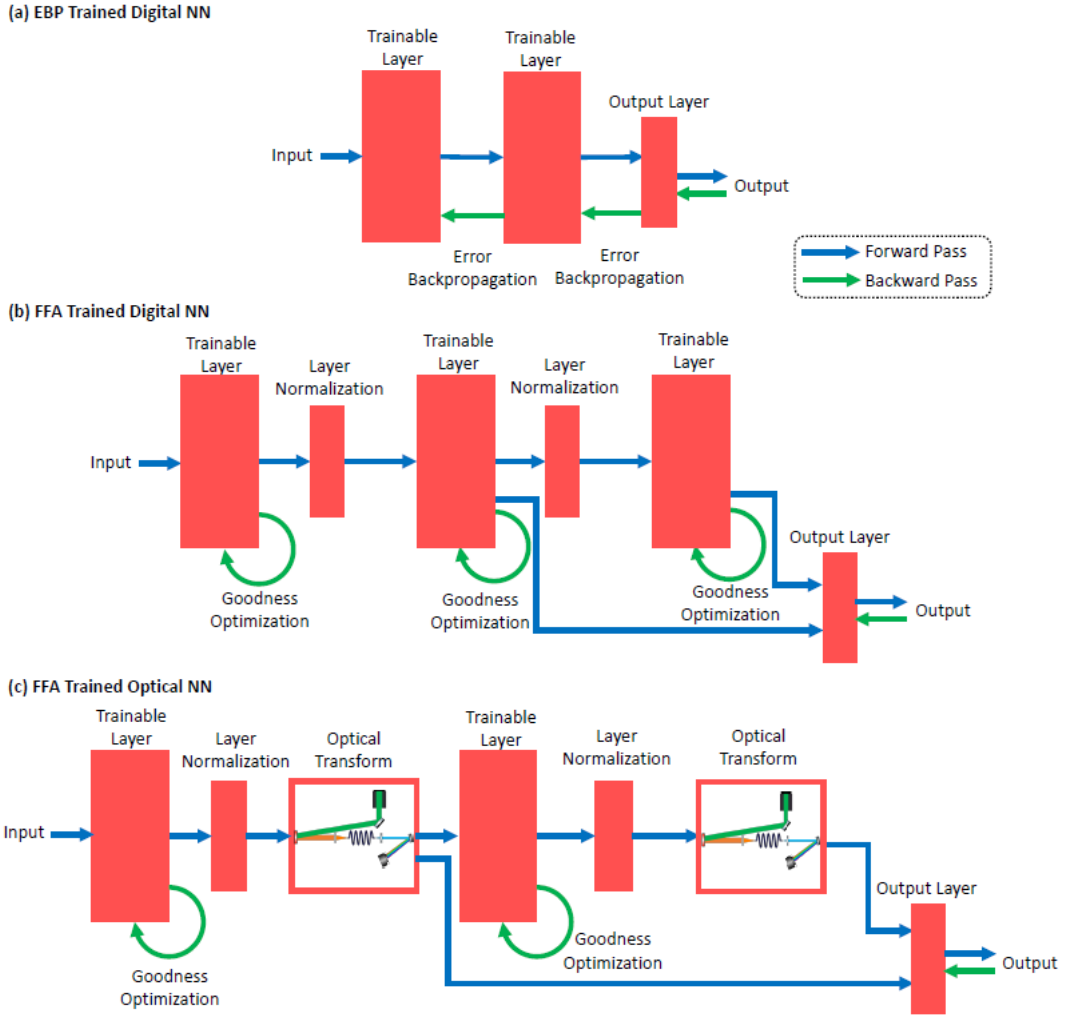 (a) EBP Trained Digital NN
Trainable
Layer
Trainable
Layer
Output Layer
Input
Output
Error
Backpropagation
Error
Backpropagation
Forward Pass
Backward Pass
(b) FFA Trained Digital NN
Trainable
Layer
Layer
Normalization
Trainable
Layer
Layer
Normalization
Trainable
Layer
Input
Goodness
Optimization
Goodness
Optimization
Goodness
Optimization
Output Layer
Output
(c) FFA Trained Optical NN
Trainable
Layer
Layer
Normalization
Optical
Transform
Trainable
Layer
Layer
Normalization
Optical
Transform
Input
Goodness
Optimization
Goodness
Optimization
Output Layer
Output